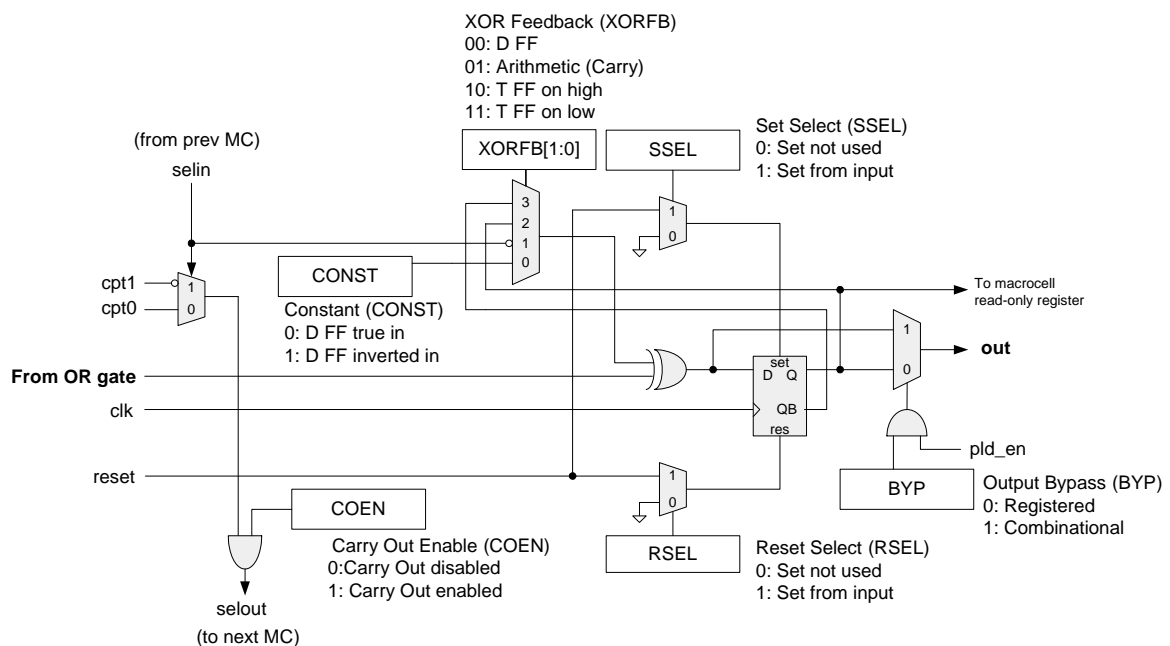 XOR Feedback (XORFB)
00: D FF
01: Arithmetic (Carry)
10: T FF on high
11: T FF on low
(from prev MC)
selin
XORFB[1:0]
SSEL
Set Select (SSEL)
0: Set not used
1: Set from input
3
2
1
0
1
0
CONST
Constant (CONST)
0: D FF true in
1: D FF inverted in
cpt1
cpt0
1
0
To macrocell
read-only register
1
0
out
From OR gate
set
D Q
QB
res
clk
pld_en
reset
1
0
BYP
Output Bypass (BYP)
0: Registered
1: Combinational
COEN
Carry Out Enable (COEN)
0:Carry Out disabled
1: Carry Out enabled
RSEL
Reset Select (RSEL)
0: Set not used
1: Set from input
selout
(to next MC)